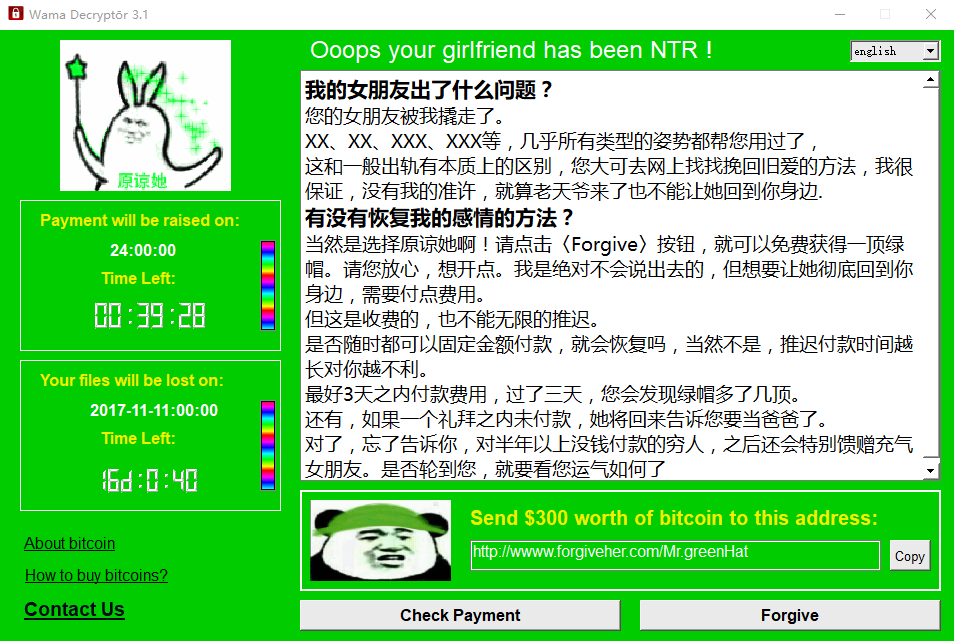 Wama Decryptōr 3.1
Ooops your girlfriend has been NTR !
english
原谅她
Payment will be raised on:
24:00:00
Time Left:
00:39:28
Your files will be lost on:
2017-11-11:00:00
Time Left:
16d:0:40
About bitcoin
How to buy bitcoins?
Contact Us
我的女朋友出了什么问题？
您的女朋友被我撬走了。
XX、XX、XXX、XXX等，几乎所有类型的姿势都帮您用过了，
这和一般出轨有本质上的区别，您大可去网上找找挽回旧爱的方法，我很
保证，没有我的准许，就算老天爷来了也不能让她回到你身边.
有没有恢复我的感情的方法？
当然是选择原谅她啊！请点击〈Forgive〉按钮，就可以免费获得一顶绿
帽。请您放心，想开点。我是绝对不会说出去的，但想要让她彻底回到你
身边，需要付点费用。
但这是收费的，也不能无限的推迟。
是否随时都可以固定金额付款，就会恢复吗，当然不是，推迟付款时间越
长对你越不利。
最好3天之内付款费用，过了三天，您会发现绿帽多了几顶。
还有，如果一个礼拜之内未付款，她将回来告诉您要当爸爸了。
对了，忘了告诉你，对半年以上没钱付款的穷人，之后还会特别馈赠充气
女朋友。是否轮到您，就要看您运气如何了
Send $300 worth of bitcoin to this address:
http://wwww.forgiveher.com/Mr.greenHat
Copy
Check Payment
Forgive